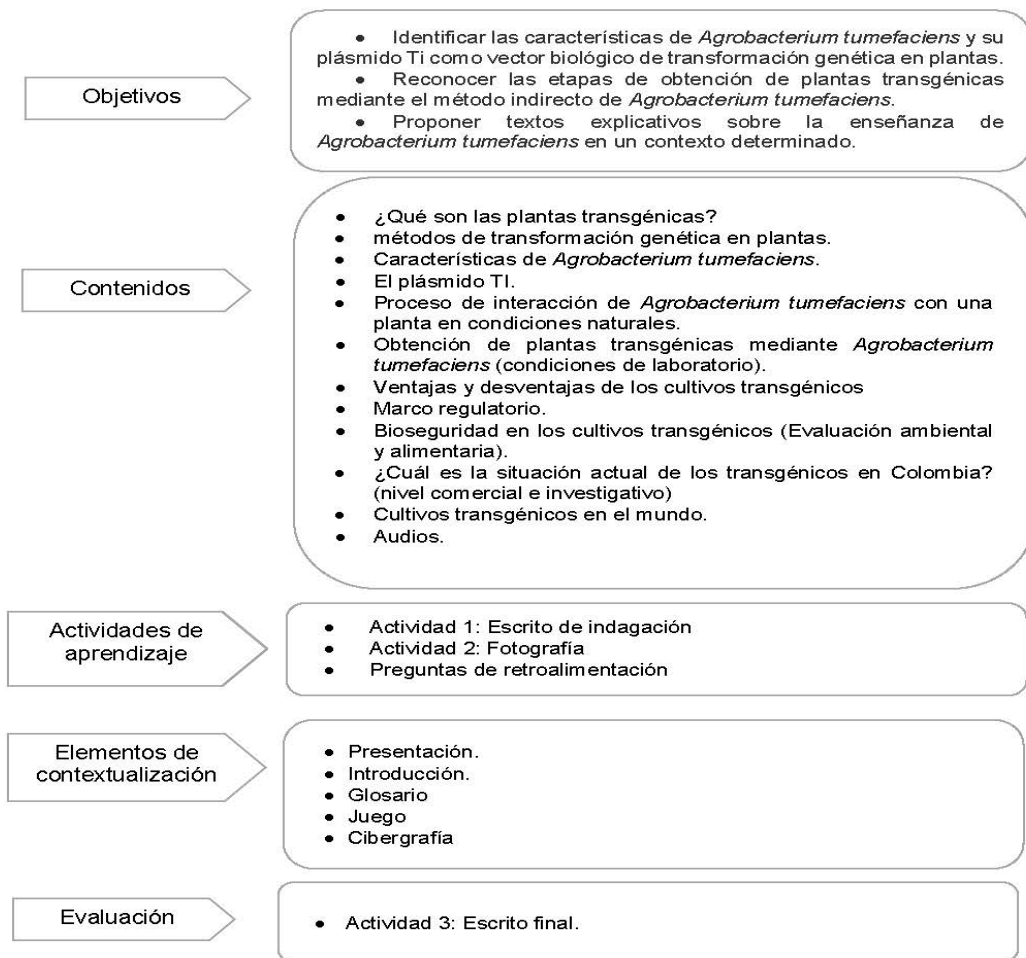 Objetivos
• Identificar las características de Agrobacterium tumefaciens y su
plásmido Ti como vector biológico de transformación genética en plantas.
• Reconocer las etapas de obtención de plantas transgénicas
mediante el método indirecto de Agrobacterium tumefaciens.
• Proponer textos explicativos sobre la enseñanza de
Agrobacterium tumefaciens en un contexto determinado.
Contenidos
• ¿Qué son las plantas transgénicas?
• métodos de transformación genética en plantas.
• Características de Agrobacterium tumefaciens.
• El plásmido TI.
• Proceso de interacción de Agrobacterium tumefaciens con una
planta en condiciones naturales.
• Obtención de plantas transgénicas mediante Agrobacterium
tumefaciens (condiciones de laboratorio).
• Ventajas y desventajas de los cultivos transgénicos
• Marco regulatorio.
• Bioseguridad en los cultivos transgénicos (Evaluación ambiental
y alimentaria).
• ¿Cuál es la situación actual de los transgénicos en Colombia?
(nivel comercial e investigativo)
• Cultivos transgénicos en el mundo.
• Audios.
Actividades de
aprendizaje
• Actividad 1: Escrito de indagación
• Actividad 2: Fotografía
• Preguntas de retroalimentación
Elementos de
contextualización
• Presentación.
• Introducción.
• Glosario
• Juego
• Cibergrafía
Evaluación
• Actividad 3: Escrito final.